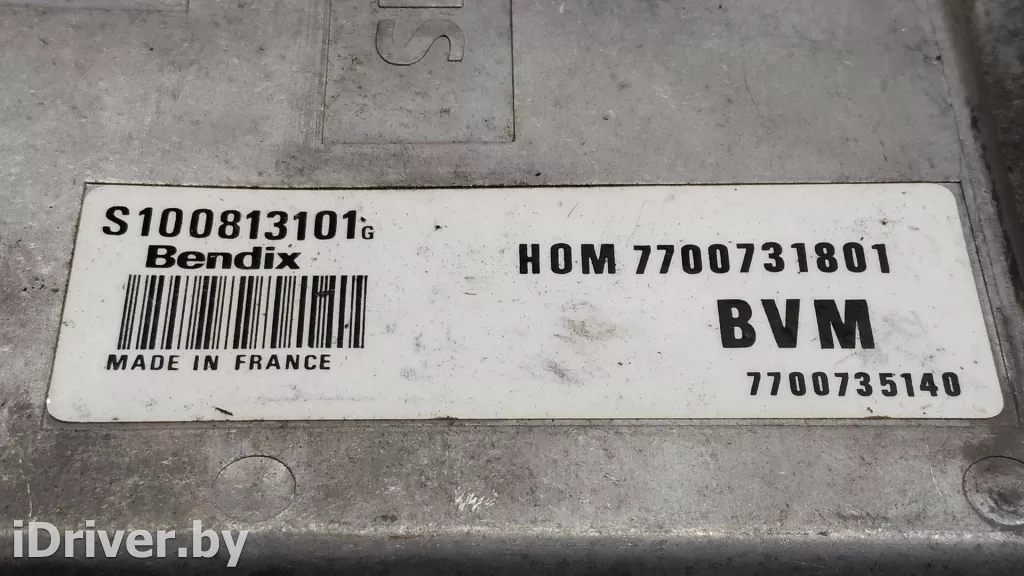 S100813101G
Bendix
MADE IN FRANCE
HOM 7700731801
BVM
7700735140
iDriver.by